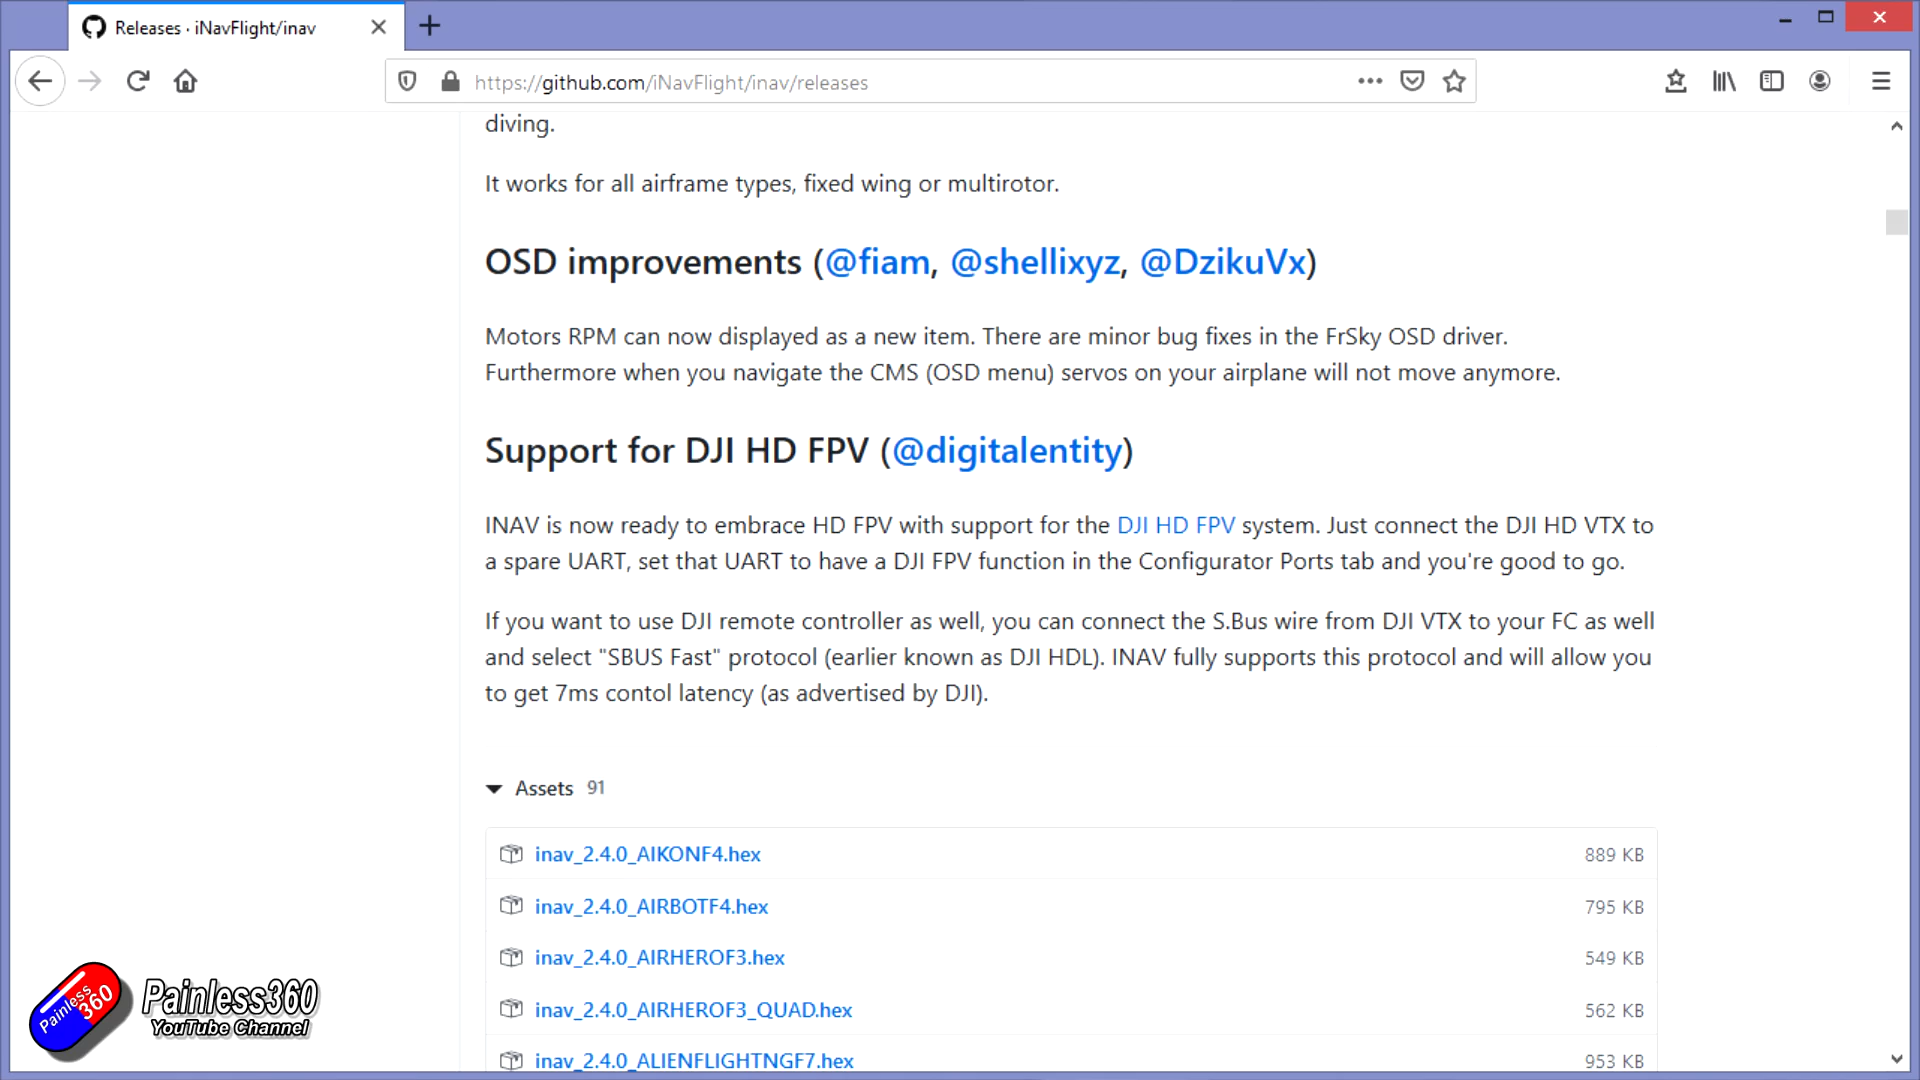 Releases · iNavFlight/inav
https://github.com/iNavFlight/inav/releases
diving.
It works for all airframe types, fixed wing or multirotor.
OSD improvements (@fiam, @shellixyz, @DzikuVx)
Motors RPM can now displayed as a new item. There are minor bug fixes in the FrSky OSD driver.
Furthermore when you navigate the CMS (OSD menu) servos on your airplane will not move anymore.
Support for DJI HD FPV (@digitalentity)
INAV is now ready to embrace HD FPV with support for the DJI HD FPV system. Just connect the DJI HD VTX to
a spare UART, set that UART to have a DJI FPV function in the Configurator Ports tab and you're good to go.
If you want to use DJI remote controller as well, you can connect the S.Bus wire from DJI VTX to your FC as well
and select "SBUS Fast" protocol (earlier known as DJI HDL). INAV fully supports this protocol and will allow you
to get 7ms contol latency (as advertised by DJI).
Assets 91
inav_2.4.0_AIKONF4.hex 889 KB
inav_2.4.0_AIRBOTF4.hex 795 KB
inav_2.4.0_AIRHEROF3.hex 549 KB
inav_2.4.0_AIRHEROF3_QUAD.hex 562 KB
inav_2.4.0_ALIENFLIGHTNGF7.hex 953 KB
Painless 360
Painless360
YouTube Channel